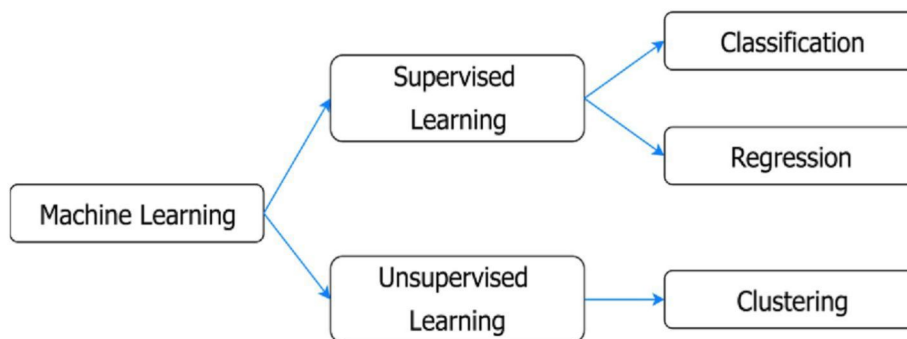 Machine Learning
Supervised
Learning
Classification
Regression
Unsupervised
Learning
Clustering